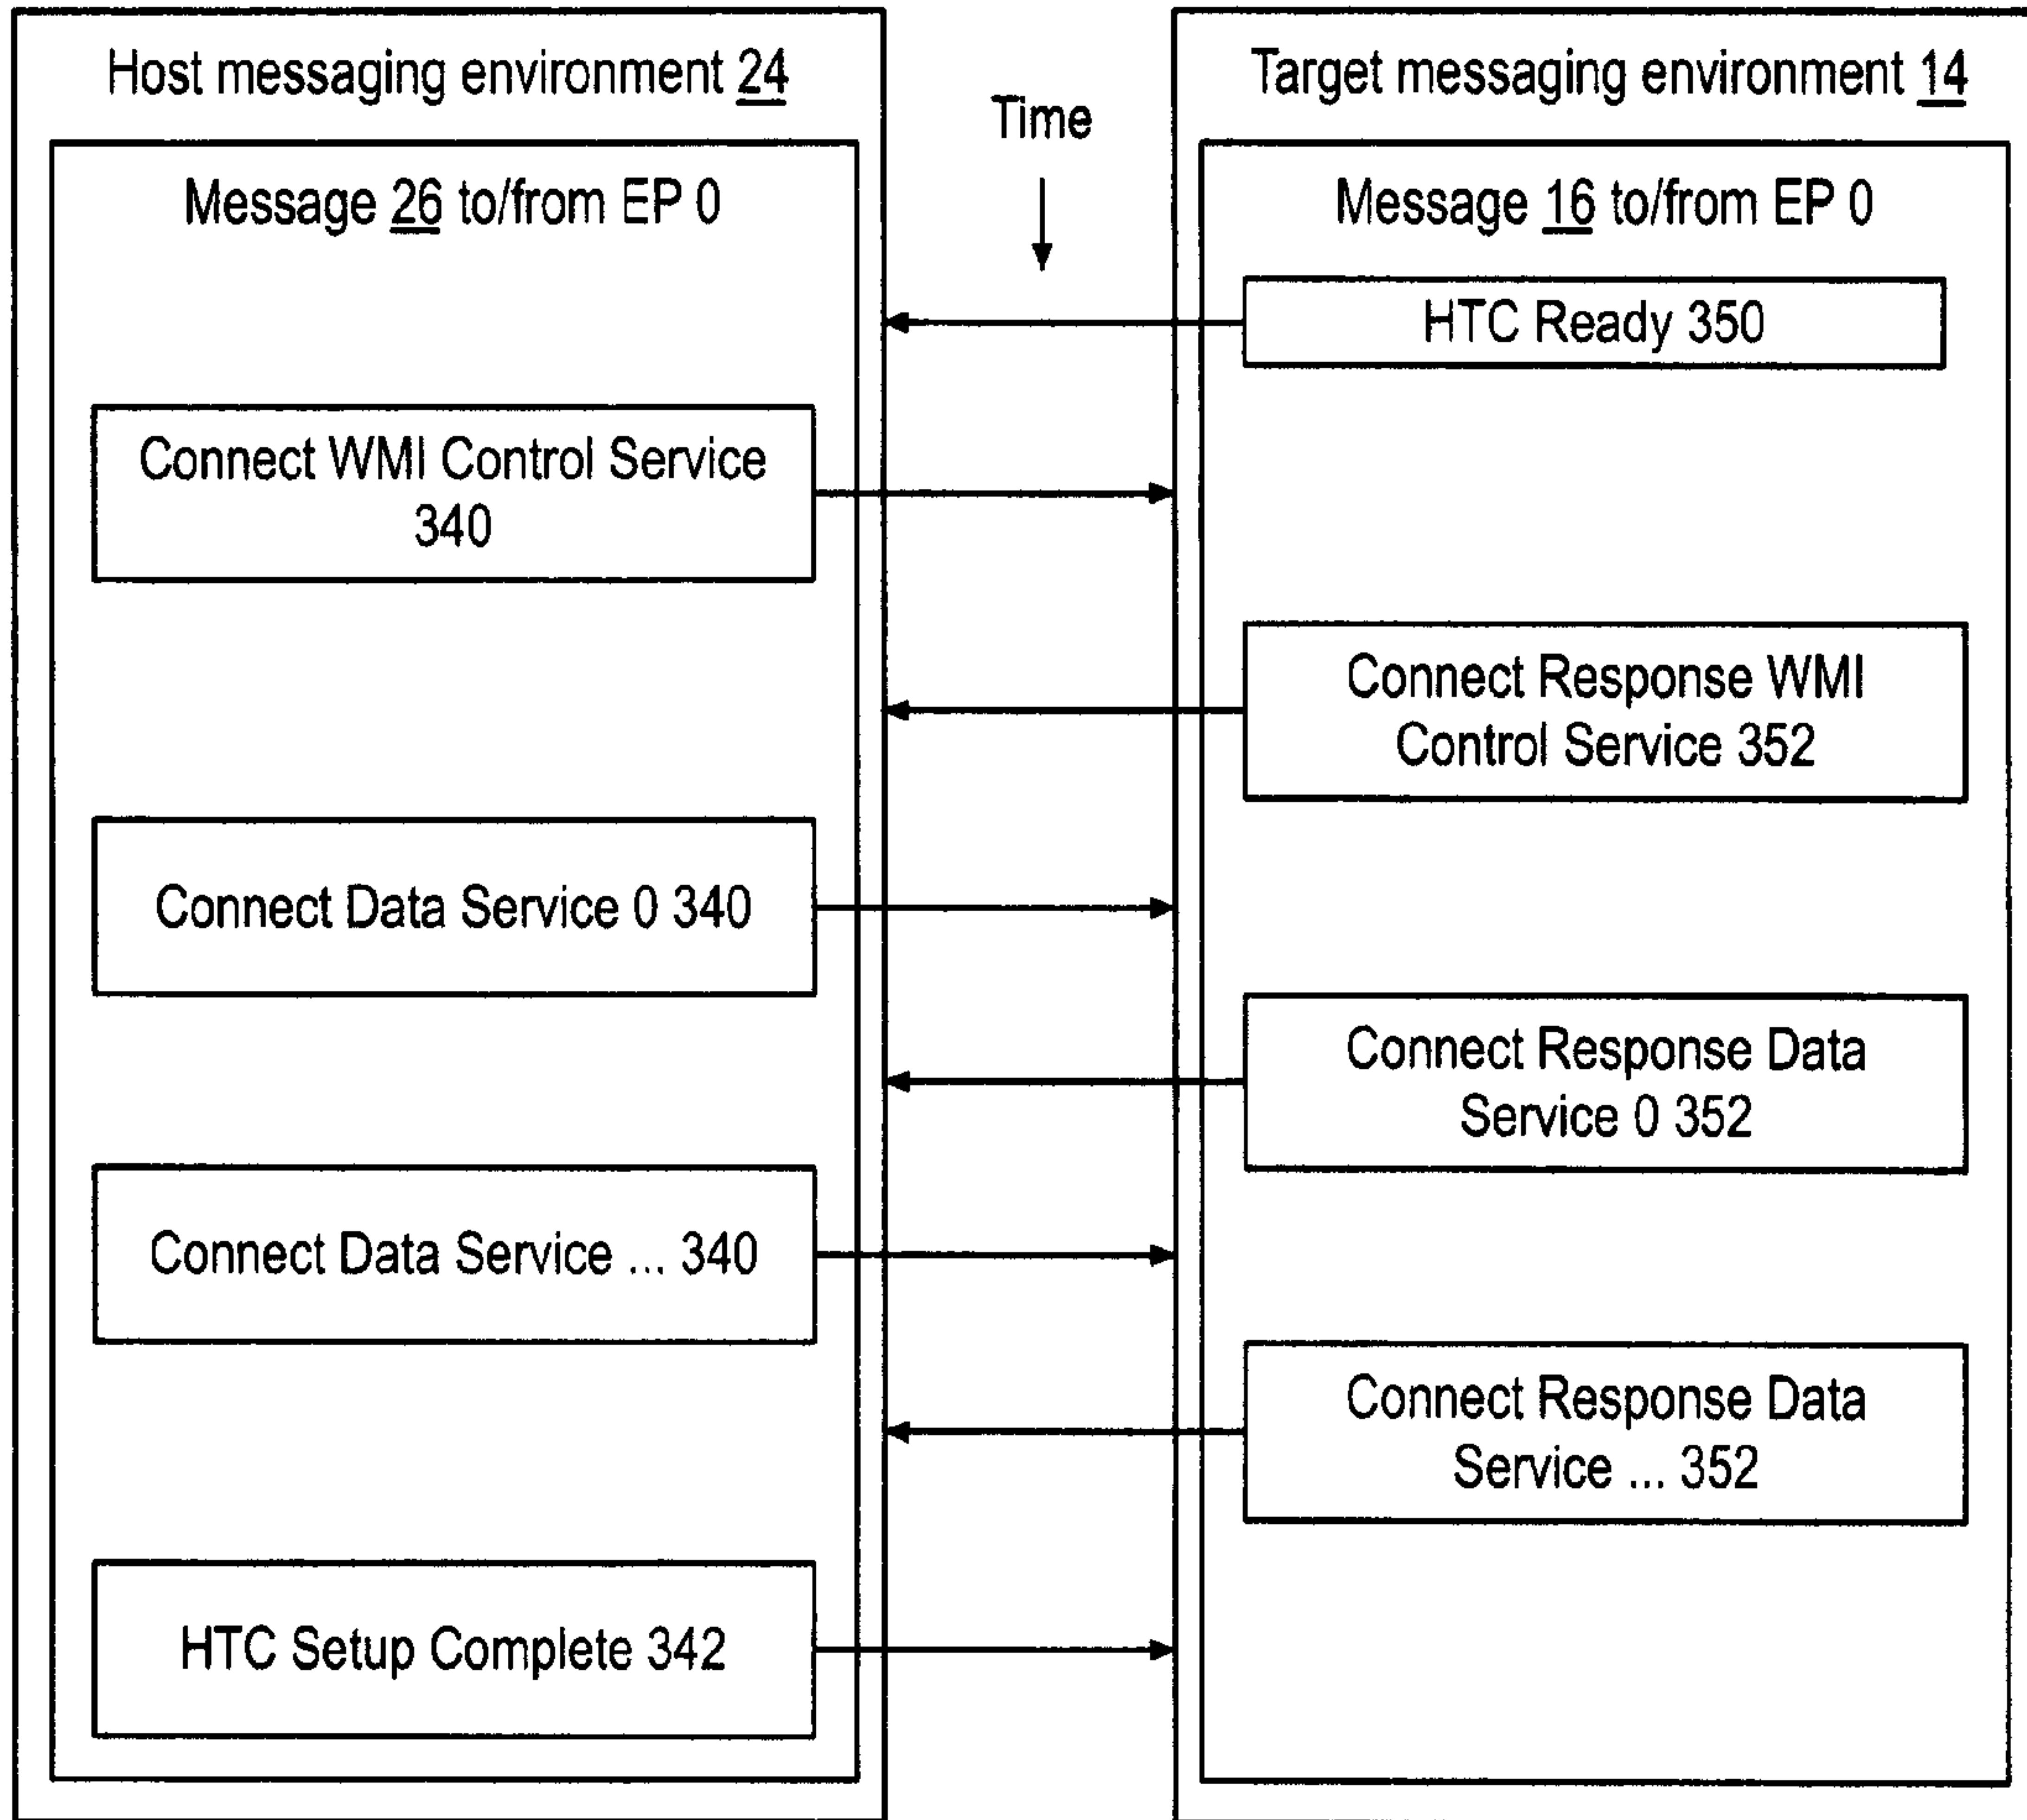 Host messaging environment 24
Target messaging environment 14
Time
Message 26 to/from EP 0
Message 16 to/from EP 0
HTC Ready 350
Connect WMI Control Service
340
Connect Response WMI
Control Service 352
Connect Data Service 0 340
Connect Response Data
Service 0 352
Connect Data Service ... 340
Connect Response Data
Service ... 352
HTC Setup Complete 342